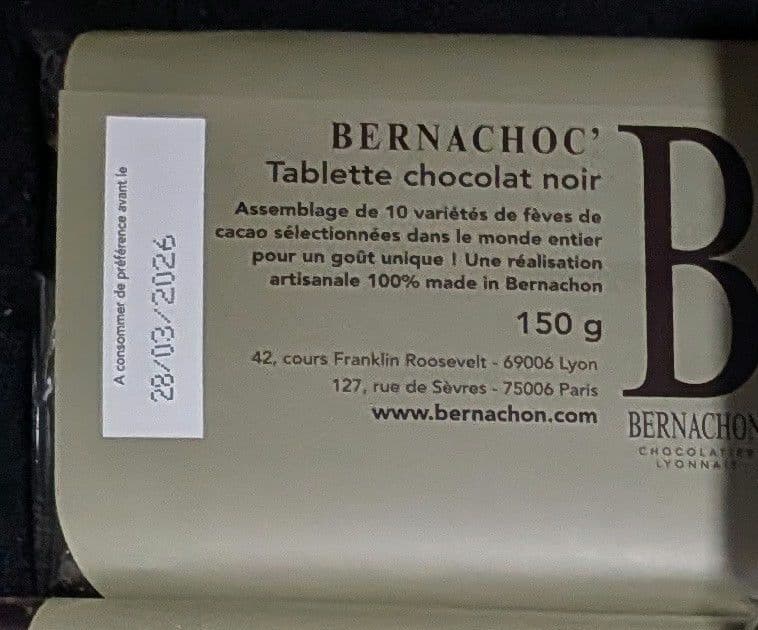 A consommer de préférence avant le
28/03/2026
BERNACHOC’
Tablette chocolat noir
Assemblage de 10 variétés de fèves de
cacao sélectionnées dans le monde entier
pour un goût unique ! Une réalisation
artisanale 100% made in Bernachon
150 g
42, cours Franklin Roosevelt - 69006 Lyon
127, rue de Sèvres - 75006 Paris
www.bernachon.com
B
BERNACHON
CHOCOLATIER
LYONNAIS